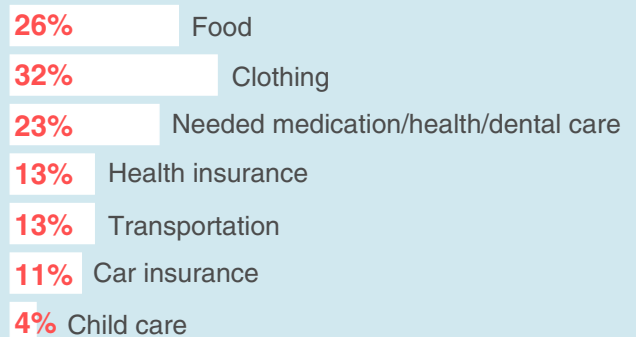 26% Food
32% Clothing
23% Needed medication/health/dental care
13% Health insurance
13% Transportation
11% Car insurance
4% Child care